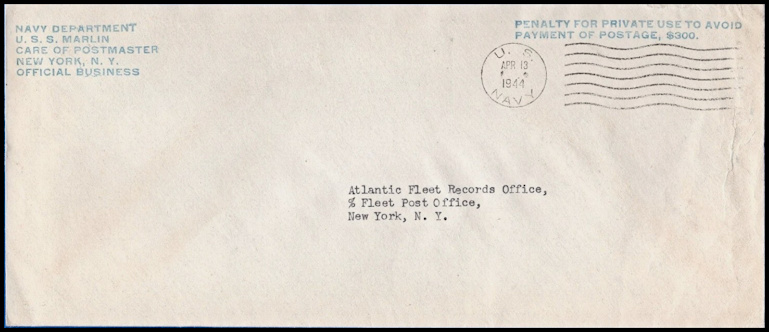 NAVY DEPARTMENT
U. S. S. MARLIN
CARE OF POSTMASTER
NEW YORK, N. Y.
OFFICIAL BUSINESS
PENALTY FOR PRIVATE USE TO AVOID
PAYMENT OF POSTAGE, $300.
U. S.
APR 13
1944
NAVY
Atlantic Fleet Records Office,
% Fleet Post Office,
New York, N. Y.